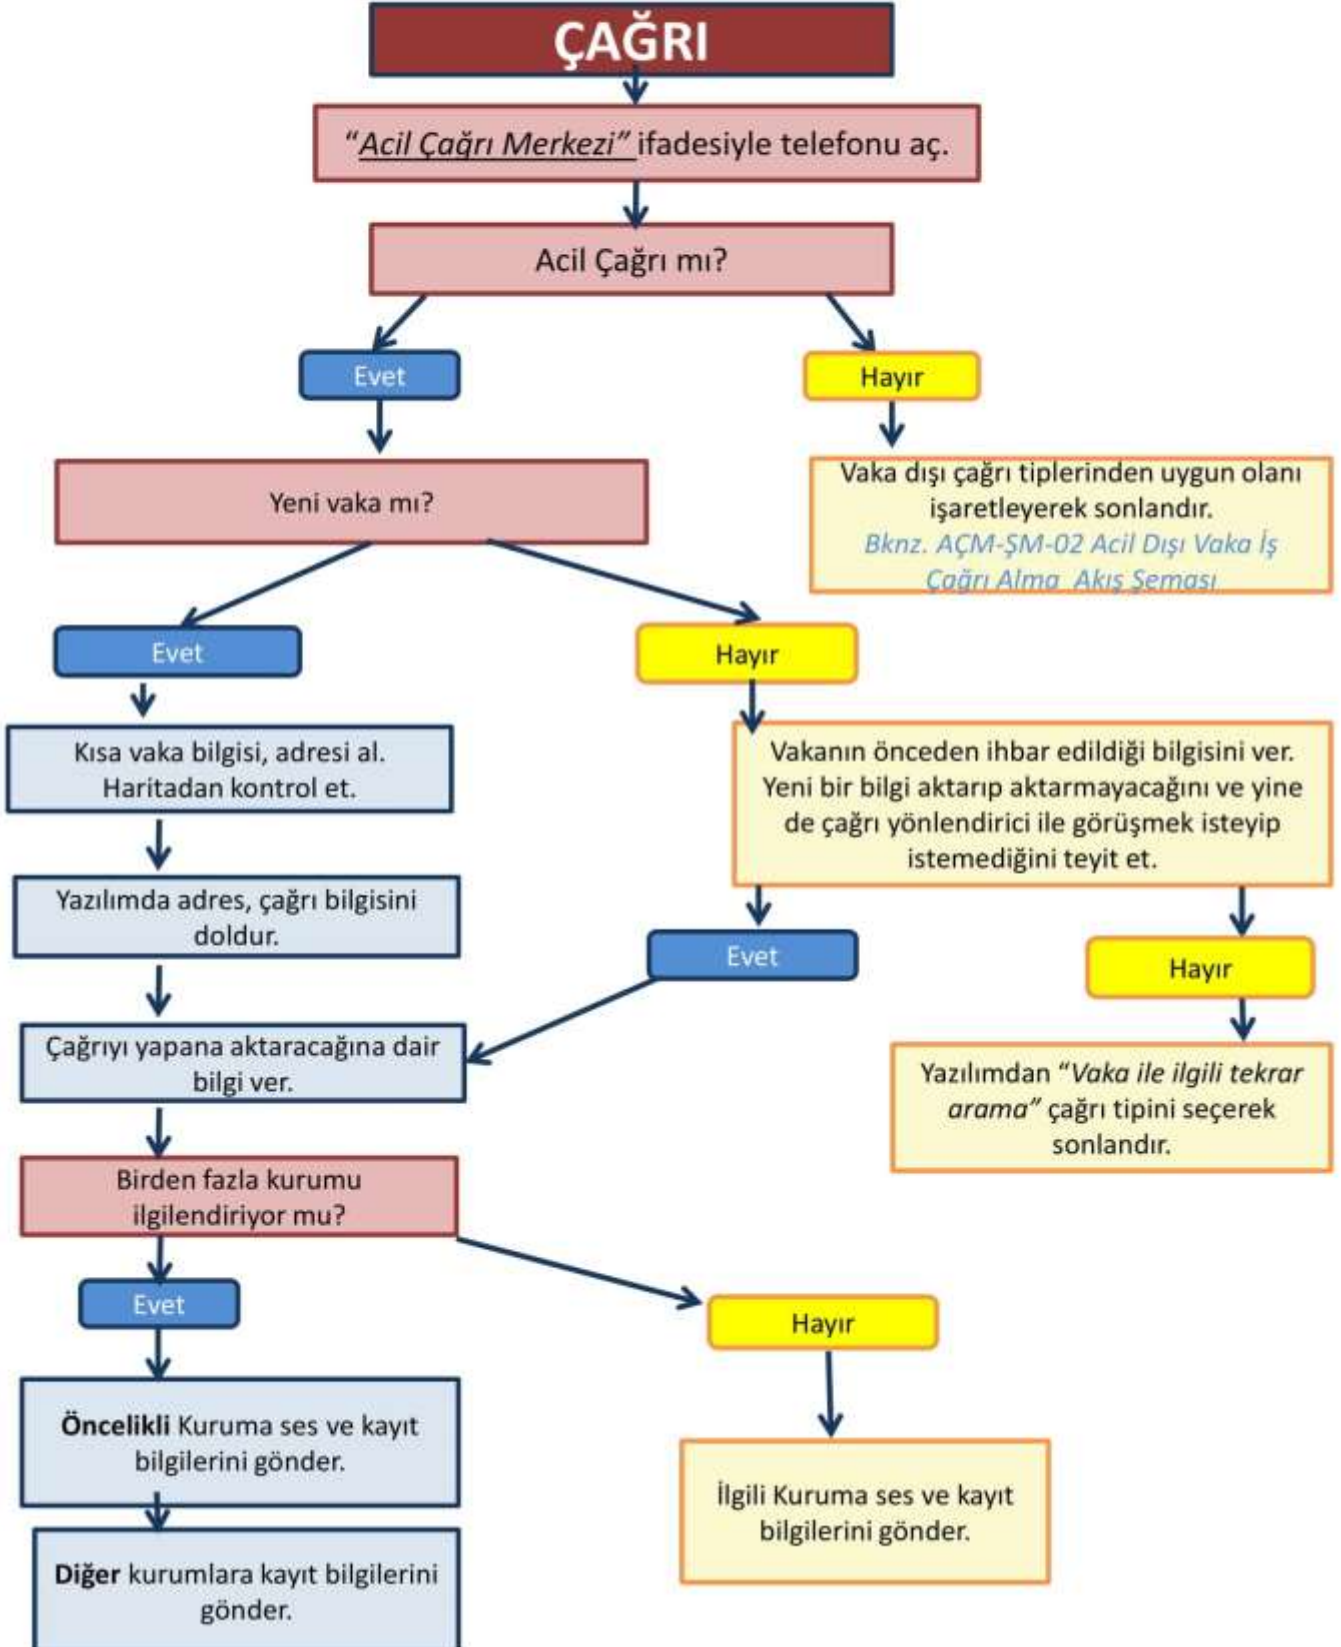 ÇAĞRI
“Acil Çağrı Merkezi” ifadesiyle telefonu aç.
Acil Çağrı mı?
Evet
Hayır
Yeni vaka mı?
Vaka dışı çağrı tiplerinden uygun olanı
işaretleyerek sonlandır.
Bknz. AÇM-ŞM-02 Acil Dışı Vaka İş
Çağrı Alma Akış Şeması
Evet
Hayır
Kısa vaka bilgisi, adresi al.
Haritadan kontrol et.
Vakanın önceden ihbar edildiği bilgisini ver.
Yeni bir bilgi aktarıp aktarmayacağını ve yine
de çağrı yönlendirici ile görüşmek isteyip
istemediğini teyit et.
Yazılımda adres, çağrı bilgisini
doldur.
Evet
Hayır
Çağrıyı yapana aktaracağına dair
bilgi ver.
Yazılımdan “Vaka ile ilgili tekrar
arama” çağrı tipini seçerek
sonlandır.
Birden fazla kurumu
ilgilendiriyor mu?
Evet
Hayır
Öncelikli Kuruma ses ve kayıt
bilgilerini gönder.
İlgili Kuruma ses ve kayıt
bilgilerini gönder.
Diğer kurumlara kayıt bilgilerini
gönder.